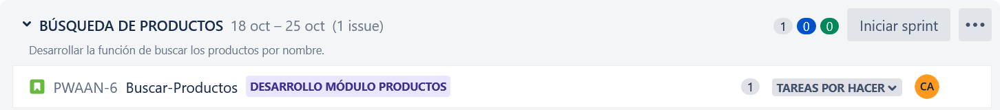 BÚSQUEDA DE PRODUCTOS 18 oct – 25 oct (1 issue) 1 0 0 Iniciar sprint
Desarrollar la función de buscar los productos por nombre.
PWAAN-6 Buscar-Productos DESARROLLO MÓDULO PRODUCTOS 1 TAREAS POR HACER CA